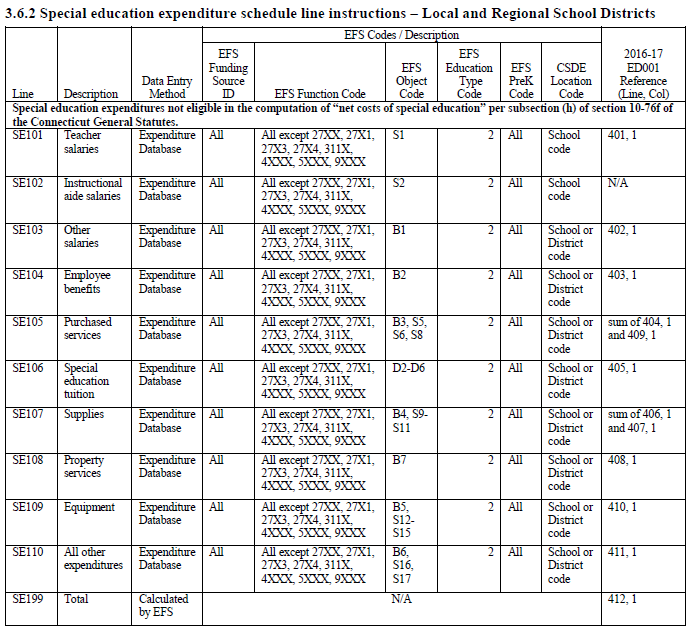 3.6.2 Special education expenditure schedule line instructions – Local and Regional School Districts
EFS Codes / Description
Line Description Data Entry Method EFS Funding Source ID EFS Function Code EFS Object Code EFS Education Type Code EFS PreK Code CSDE Location Code 2016-17 ED001 Reference (Line, Col)
Special education expenditures not eligible in the computation of “net costs of special education” per subsection (h) of section 10-76f of
the Connecticut General Statutes.
SE101 Teacher salaries Expenditure Database All All except 27XX, 27X1, 27X3, 27X4, 311X, 4XXX, 5XXX, 9XXX S1 2 All School code 401, 1
SE102 Instructional aide salaries Expenditure Database All All except 27XX, 27X1, 27X3, 27X4, 311X, 4XXX, 5XXX, 9XXX S2 2 All School code N/A
SE103 Other salaries Expenditure Database All All except 27XX, 27X1, 27X3, 27X4, 311X, 4XXX, 5XXX, 9XXX B1 2 All School or District code 402, 1
SE104 Employee benefits Expenditure Database All All except 27XX, 27X1, 27X3, 27X4, 311X, 4XXX, 5XXX, 9XXX B2 2 All School or District code 403, 1
SE105 Purchased services Expenditure Database All All except 27XX, 27X1, 27X3, 27X4, 311X, 4XXX, 5XXX, 9XXX B3, S5, S6, S8 2 All School or District code sum of 404, 1 and 409, 1
SE106 Special education tuition Expenditure Database All All except 27XX, 27X1, 27X3, 27X4, 311X, 4XXX, 5XXX, 9XXX D2-D6 2 All School or District code 405, 1
SE107 Supplies Expenditure Database All All except 27XX, 27X1, 27X3, 27X4, 311X, 4XXX, 5XXX, 9XXX B4, S9-S11 2 All School or District code sum of 406, 1 and 407, 1
SE108 Property services Expenditure Database All All except 27XX, 27X1, 27X3, 27X4, 311X, 4XXX, 5XXX, 9XXX B7 2 All School or District code 408, 1
SE109 Equipment Expenditure Database All All except 27XX, 27X1, 27X3, 27X4, 311X, 4XXX, 5XXX, 9XXX B5, S12-S15 2 All School or District code 410, 1
SE110 All other expenditures Expenditure Database All All except 27XX, 27X1, 27X3, 27X4, 311X, 4XXX, 5XXX, 9XXX B6, S16, S17 2 All School or District code 411, 1
SE199 Total Calculated by EFS N/A 412, 1